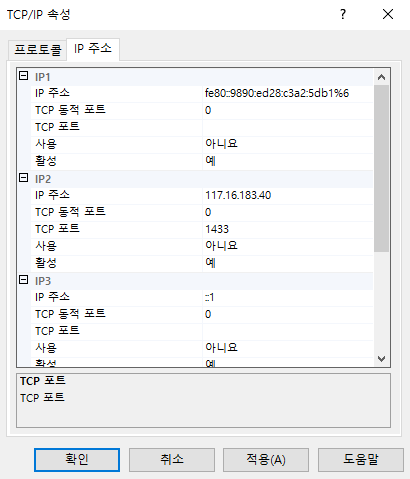 TCP/IP 속성
?
프로토콜 IP 주소
IP1
IP 주소 fe80::9890:ed28:c3a2:5db1%6
TCP 동적 포트 0
TCP 포트
사용 아니요
활성 예
IP2
IP 주소 117.16.183.40
TCP 동적 포트 0
TCP 포트 1433
사용 아니요
활성 예
IP3
IP 주소 ::1
TCP 동적 포트 0
TCP 포트
사용 아니요
활성 예
TCP 포트
TCP 포트
확인 취소 적용(A) 도움말